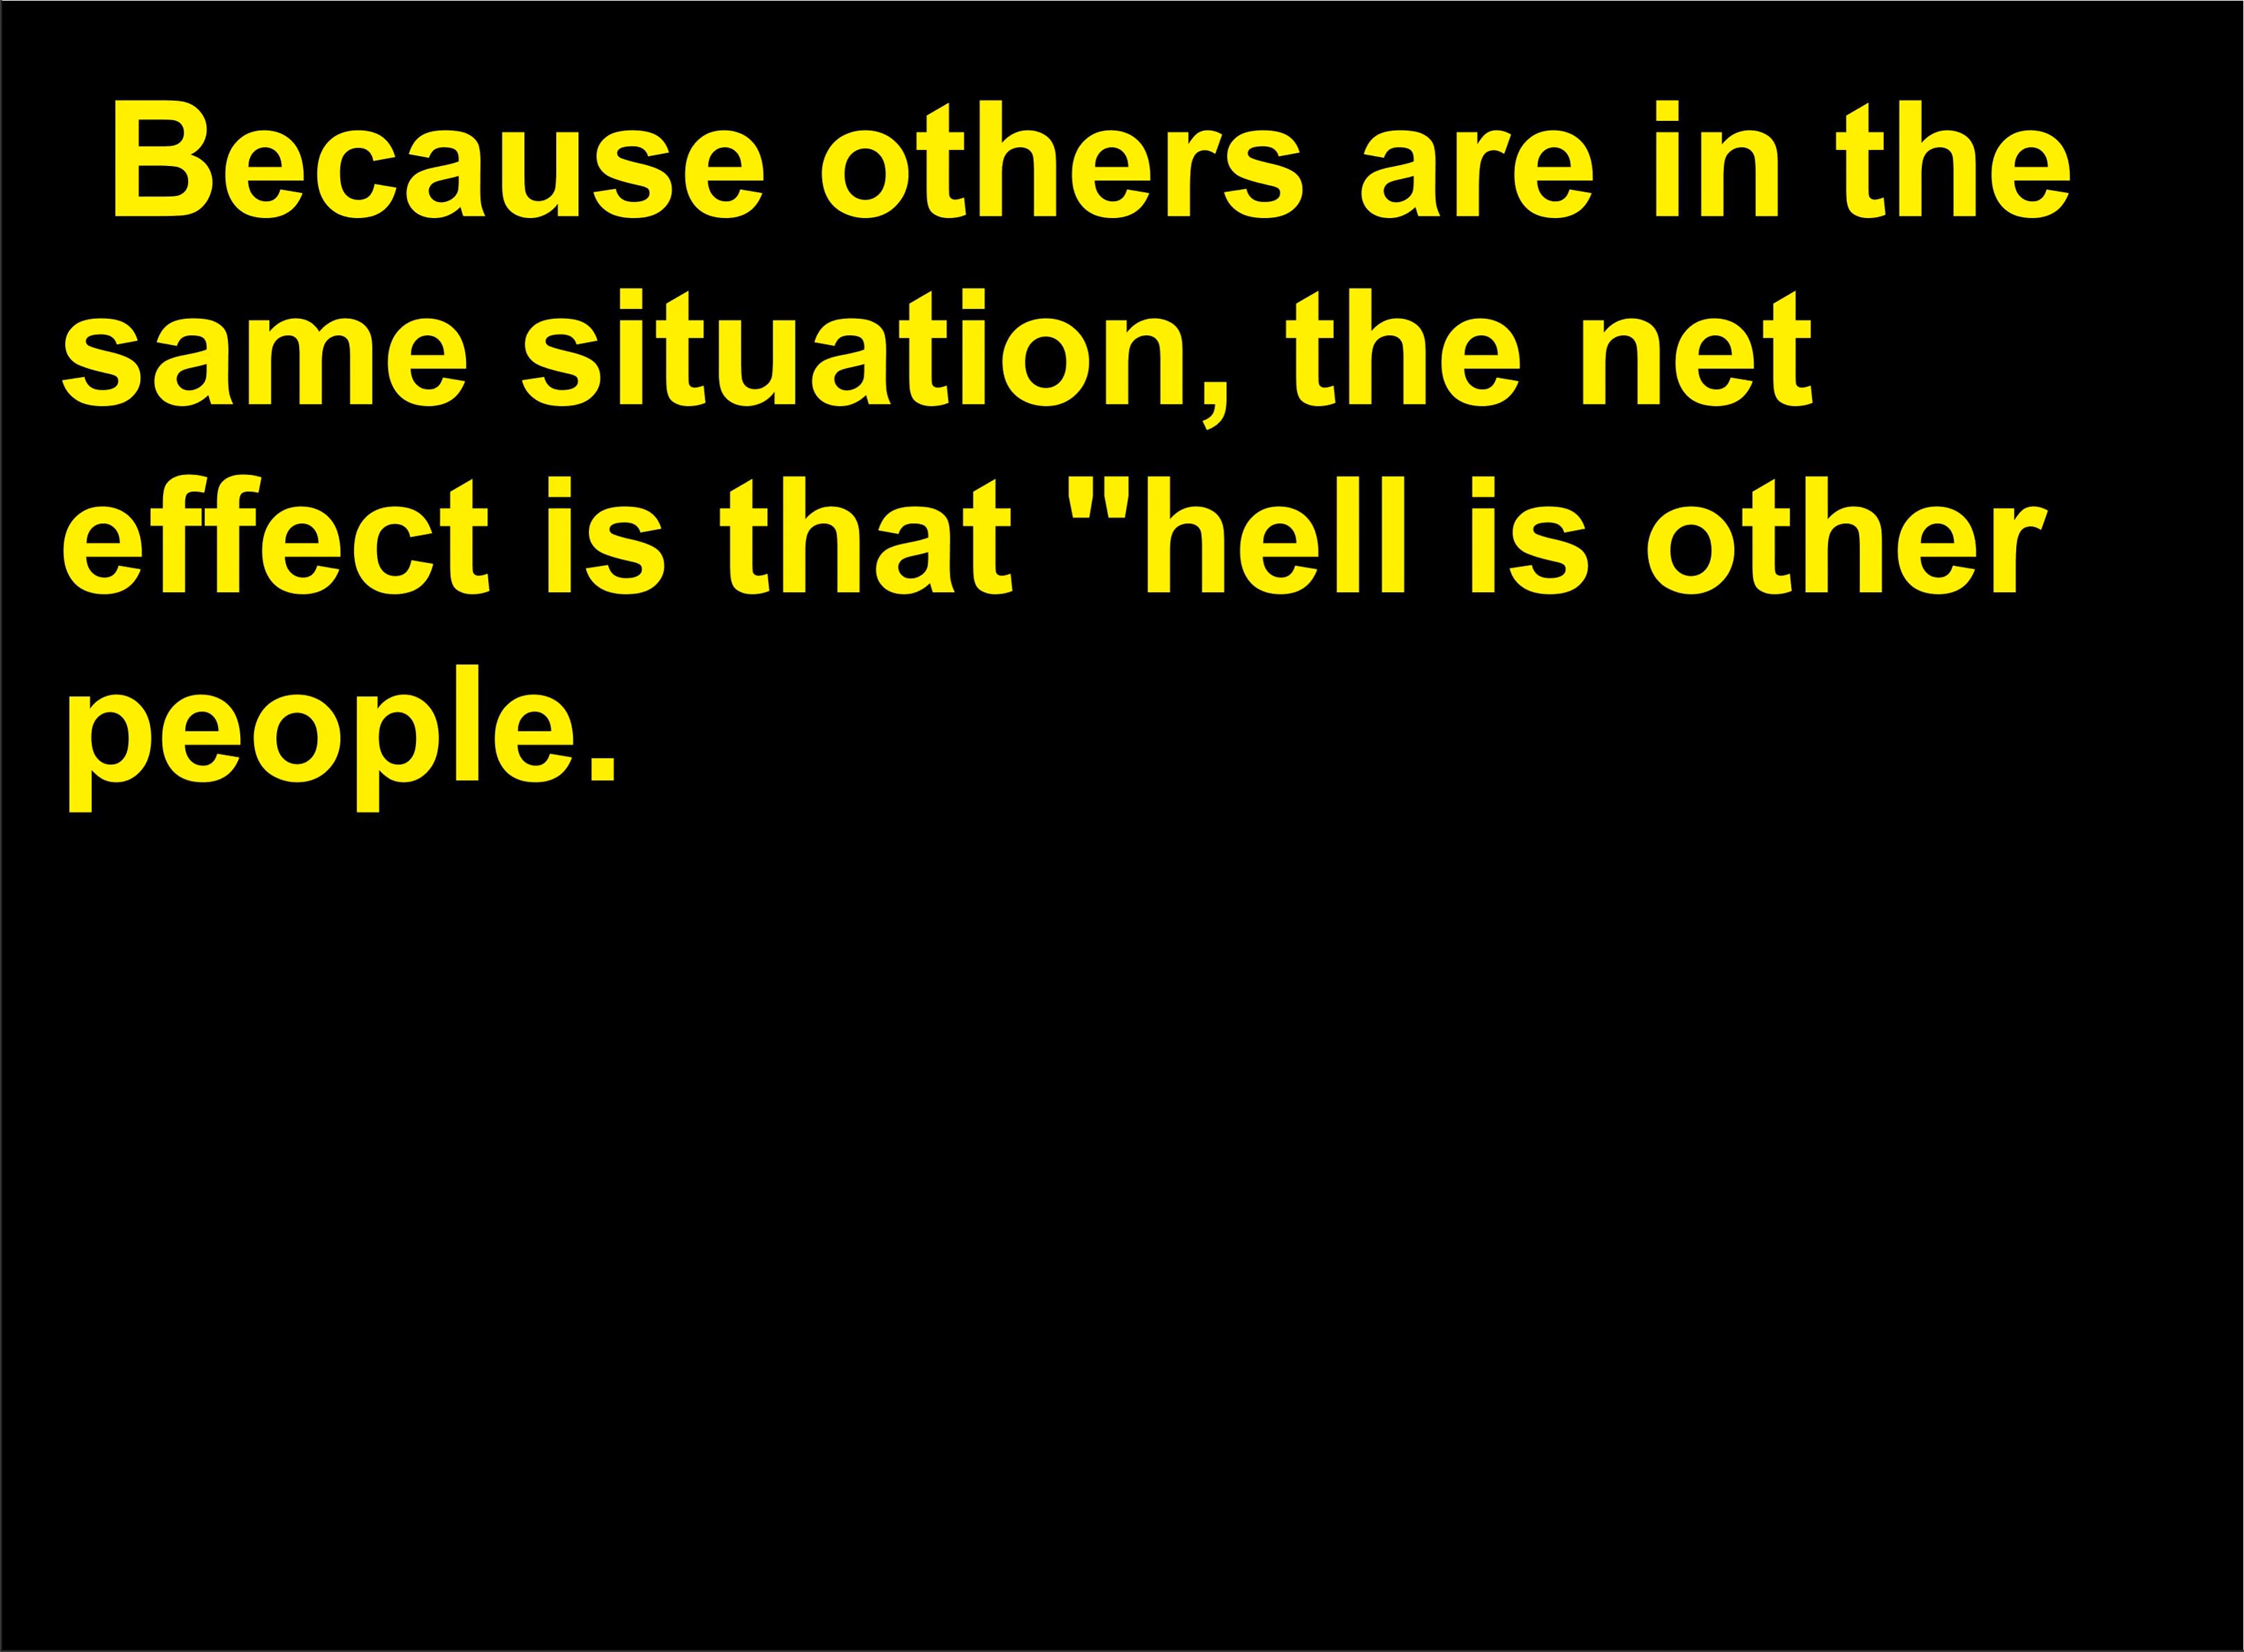 Because others are in the
same situation, the net
effect is that "hell is other
people.